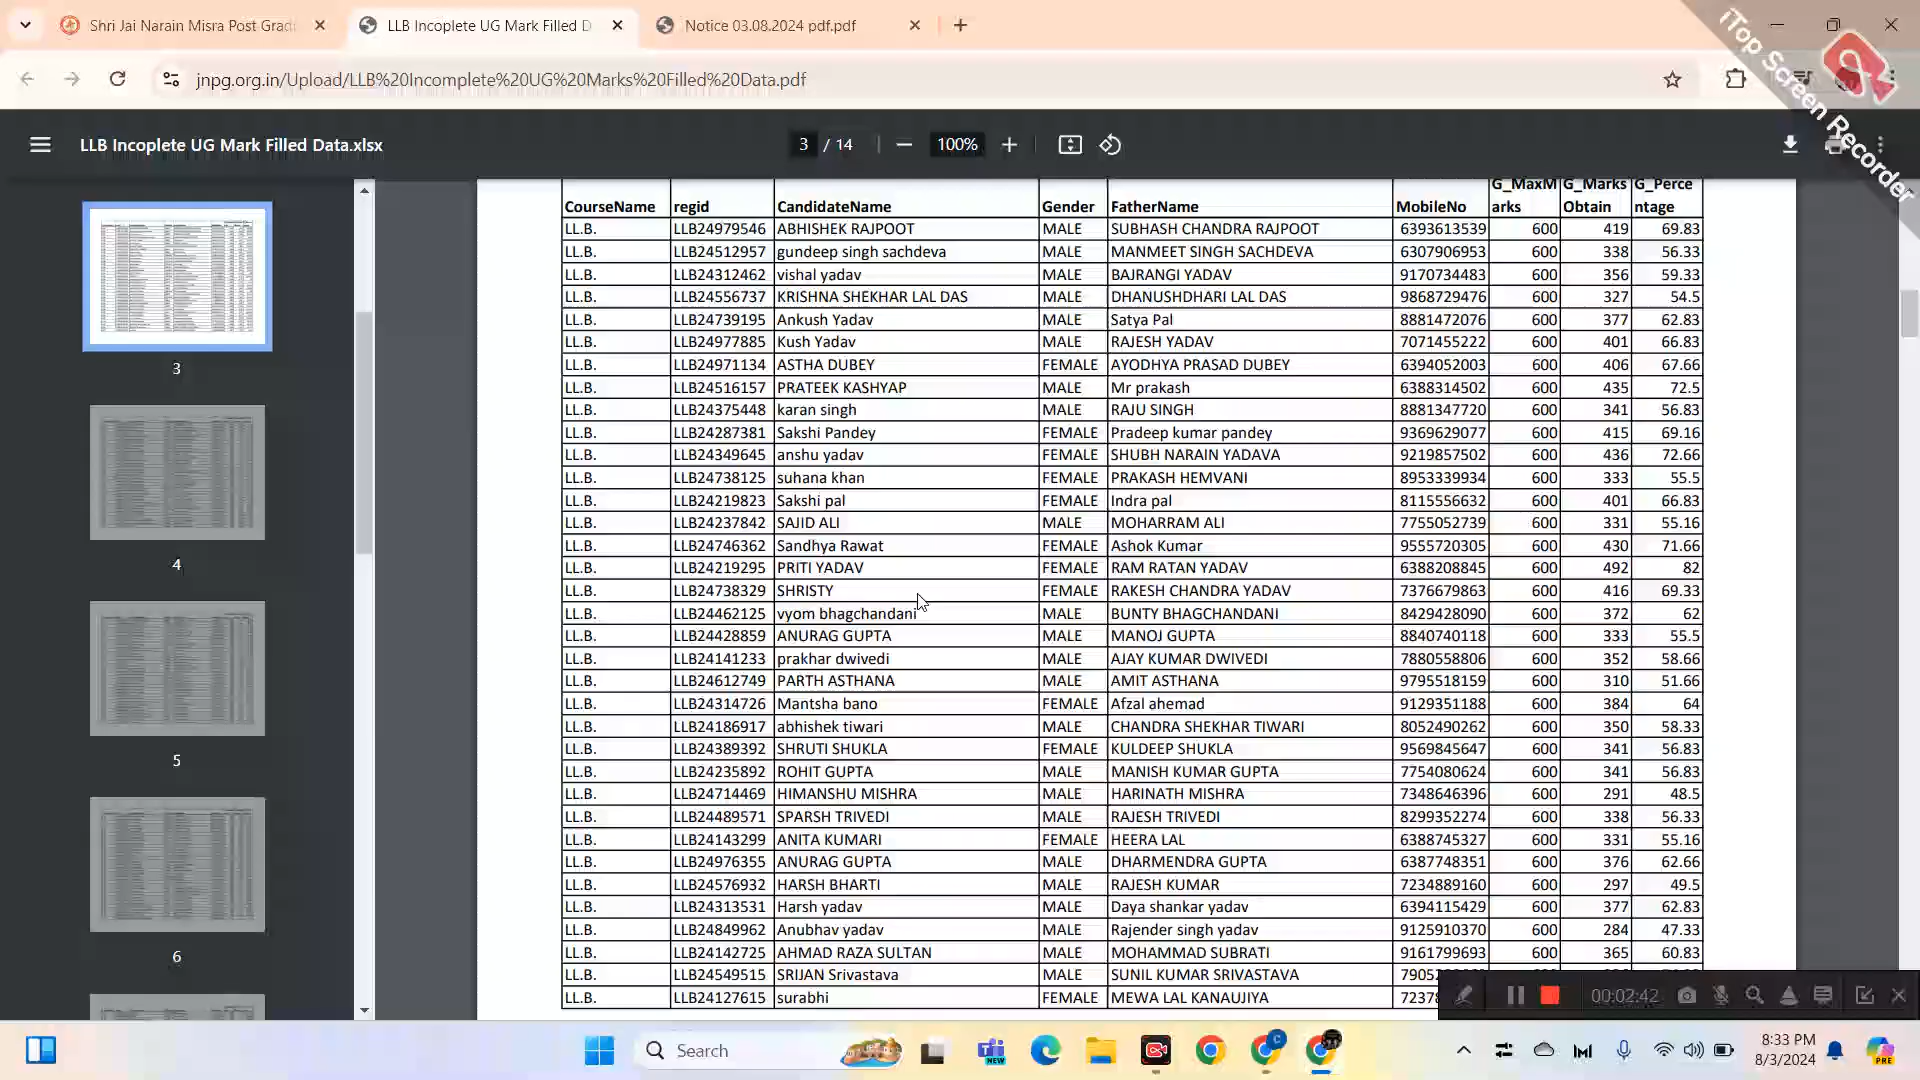 Shri Jai Narain Misra Post Grad
LLB Incoplete UG Mark Filled D
Notice 03.08.2024 pdf.pdf
jnpg.org.in/Upload/LLB%20Incomplete%20UG%20Marks%20Filled%20Data.pdf
iTop Screen Recorder
LLB Incoplete UG Mark Filled Data.xlsx
3 / 14
100%
3
4
5
6
CourseName regid CandidateName Gender FatherName MobileNo G_MaxMarks G_MarksObtain G_Percentage
LL.B. LLB24979546 ABHISHEK RAJPOOT MALE SUBHASH CHANDRA RAJPOOT 6393613539 600 419 69.83
LL.B. LLB24512957 gundeep singh sachdeva MALE MANMEET SINGH SACHDEVA 6307906953 600 338 56.33
LL.B. LLB24312462 vishal yadav MALE BAJRANGI YADAV 9170734483 600 356 59.33
LL.B. LLB24556737 KRISHNA SHEKHAR LAL DAS MALE DHANUSHDHARI LAL DAS 9868729476 600 327 54.5
LL.B. LLB24739195 Ankush Yadav MALE Satya Pal 8881472076 600 377 62.83
LL.B. LLB24977885 Kush Yadav MALE RAJESH YADAV 7071455222 600 401 66.83
LL.B. LLB24971134 ASTHA DUBEY FEMALE AYODHYA PRASAD DUBEY 6394052003 600 406 67.66
LL.B. LLB24516157 PRATEEK KASHYAP MALE Mr prakash 6388314502 600 435 72.5
LL.B. LLB24375448 karan singh MALE RAJU SINGH 8881347720 600 341 56.83
LL.B. LLB24287381 Sakshi Pandey FEMALE Pradeep kumar pandey 9369629077 600 415 69.16
LL.B. LLB24349645 anshu yadav FEMALE SHUBH NARAIN YADAVA 9219857502 600 436 72.66
LL.B. LLB24738125 suhana khan FEMALE PRAKASH HEMVANI 8953339934 600 333 55.5
LL.B. LLB24219823 Sakshi pal FEMALE Indra pal 8115556632 600 401 66.83
LL.B. LLB24237842 SAJID ALI MALE MOHARRAM ALI 7755052739 600 331 55.16
LL.B. LLB24746362 Sandhya Rawat FEMALE Ashok Kumar 9555720305 600 430 71.66
LL.B. LLB24219295 PRITI YADAV FEMALE RAM RATAN YADAV 6388208845 600 492 82
LL.B. LLB24738329 SHRISTY FEMALE RAKESH CHANDRA YADAV 7376679863 600 416 69.33
LL.B. LLB24462125 vyom bhagchandani MALE BUNTY BHAGCHANDANI 8429428090 600 372 62
LL.B. LLB24428859 ANURAG GUPTA MALE MANOJ GUPTA 8840740118 600 333 55.5
LL.B. LLB24141233 prakhar dwivedi MALE AJAY KUMAR DWIVEDI 7880558806 600 352 58.66
LL.B. LLB24612749 PARTH ASTHANA MALE AMIT ASTHANA 9795518159 600 310 51.66
LL.B. LLB24314726 Mantsha bano FEMALE Afzal ahemad 9129351188 600 384 64
LL.B. LLB24186917 abhishek tiwari MALE CHANDRA SHEKHAR TIWARI 8052490262 600 350 58.33
LL.B. LLB24389392 SHRUTI SHUKLA FEMALE KULDEEP SHUKLA 9569845647 600 341 56.83
LL.B. LLB24235892 ROHIT GUPTA MALE MANISH KUMAR GUPTA 7754080624 600 341 56.83
LL.B. LLB24714469 HIMANSHU MISHRA MALE HARINATH MISHRA 7348646396 600 291 48.5
LL.B. LLB24489571 SPARSH TRIVEDI MALE RAJESH TRIVEDI 8299352274 600 338 56.33
LL.B. LLB24143299 ANITA KUMARI FEMALE HEERA LAL 6388745327 600 331 55.16
LL.B. LLB24976355 ANURAG GUPTA MALE DHARMENDRA GUPTA 6387748351 600 376 62.66
LL.B. LLB24576932 HARSH BHARTI MALE RAJESH KUMAR 7234889160 600 297 49.5
LL.B. LLB24313531 Harsh yadav MALE Daya shankar yadav 6394115429 600 377 62.83
LL.B. LLB24849962 Anubhav yadav MALE Rajender singh yadav 9125910370 600 284 47.33
LL.B. LLB24142725 AHMAD RAZA SULTAN MALE MOHAMMAD SUBRATI 9161799693 600 365 60.83
LL.B. LLB24549515 SRIJAN Srivastava MALE SUNIL KUMAR SRIVASTAVA 7905
LL.B. LLB24127615 surabhi FEMALE MEWA LAL KANAUJIYA 7237
00:02:42
Search
NEW
8:33 PM
8/3/2024
PRE